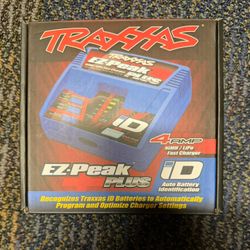 TRAXXAS
EZ-Peak
PLUS
iD
4-AMP
NiMH / LiPo
Fast Charger
EZ-Peak
PLUS
iD
Auto Battery
Identification
Recognizes Traxxas iD Batteries to Automatically
Program and Optimize Charger Settings